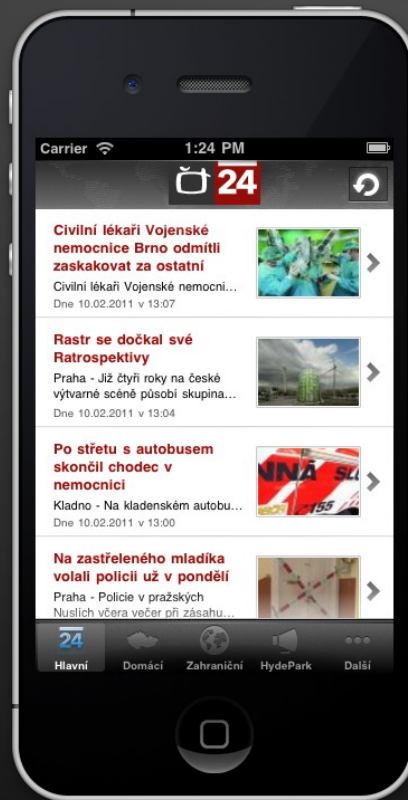 Carrier 1:24 PM
ČT 24
Civilní lékaři Vojenské
nemocnice Brno odmítli
zaskakovat za ostatní
Civilní lékaři Vojenské nemocni...
Dne 10.02.2011 v 13:07
Rastr se dočkal své
Ratrospektivy
Praha - Již čtyři roky na české
výtvarné scéně působí skupina...
Dne 10.02.2011 v 13:04
Po střetu s autobusem
skončil chodec v
nemocnici
Kladno - Na kladenském autobu...
Dne 10.02.2011 v 13:00
NNÁ SL
155
Na zastřeleného mladíka
volali policii už v pondělí
Praha - Policie v pražských
Nuslích včera večer při zásahu...
24
Hlavní Domácí Zahraniční HydePark Další